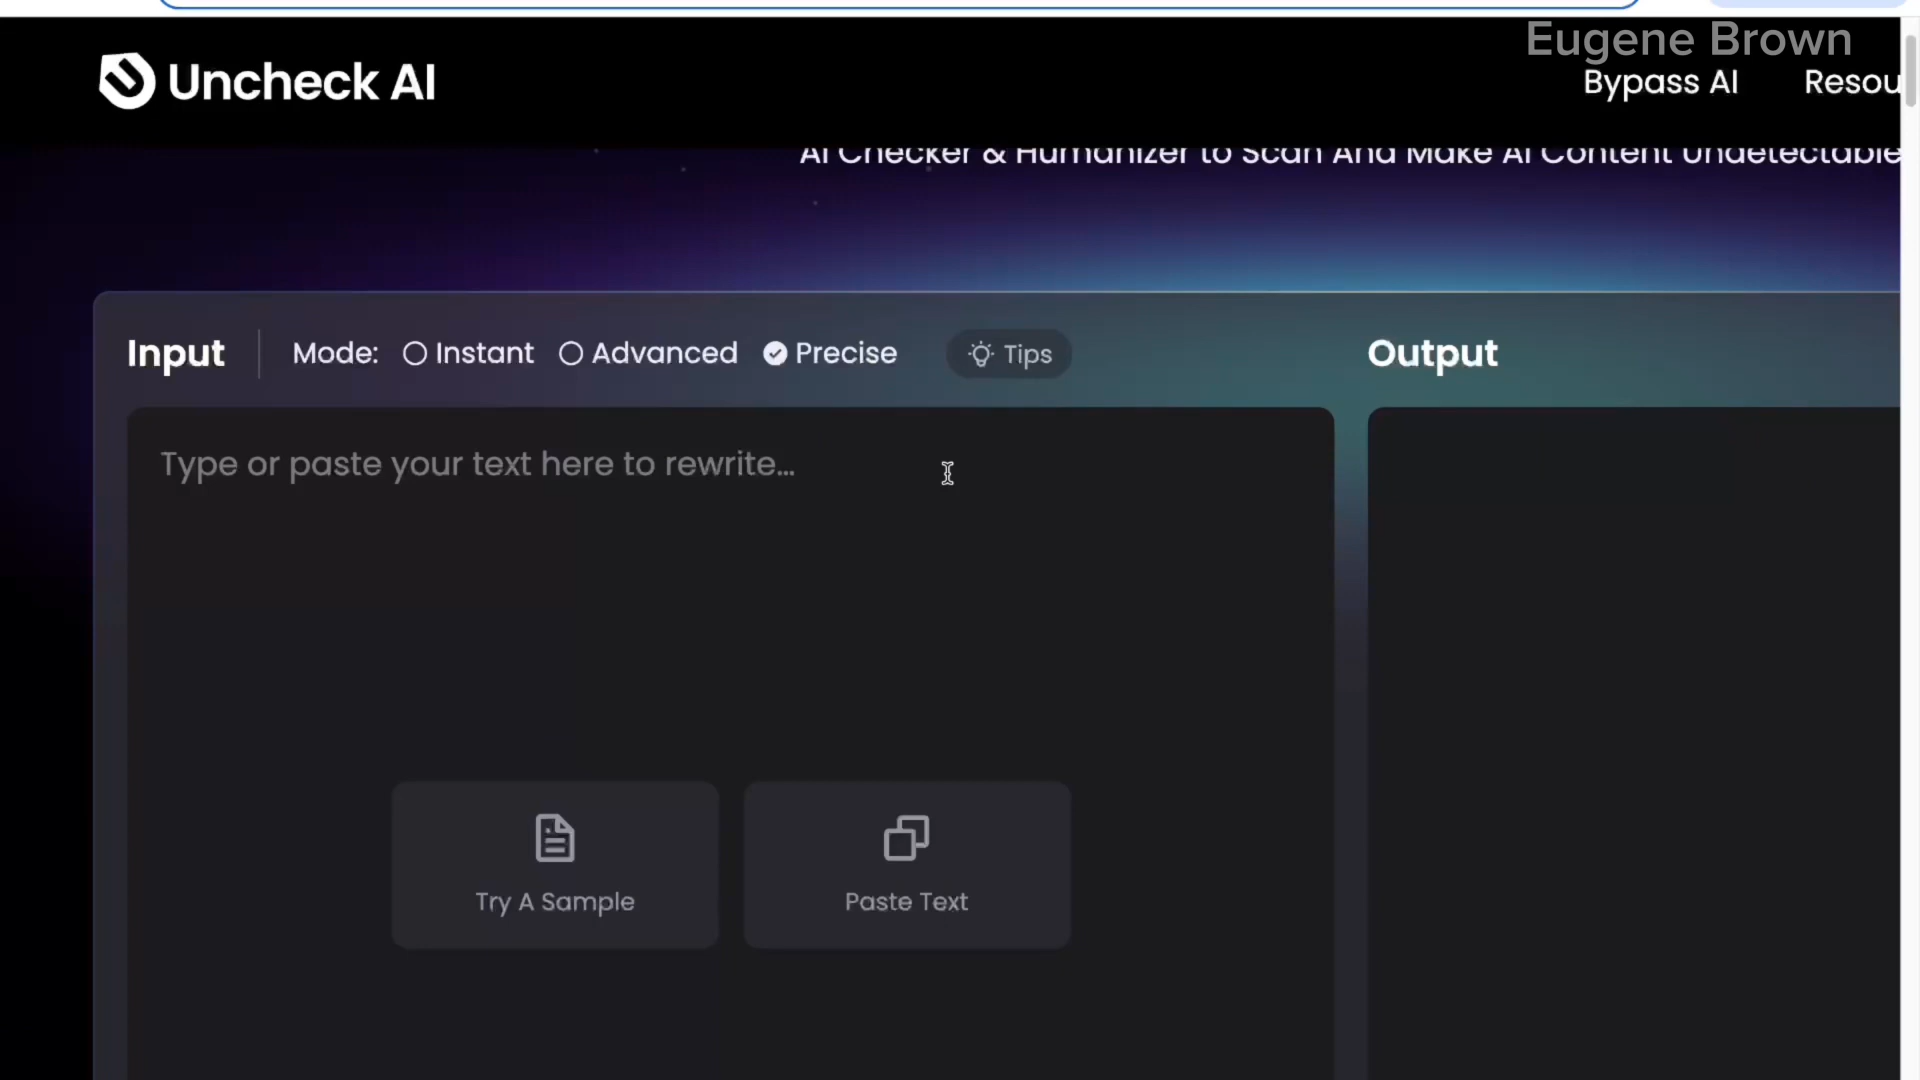 Eugene Brown
Uncheck AI
Bypass AI
Resou
AI Checker & Humanizer to Scan And Make AI Content Undetectable
Input
Mode: Instant Advanced Precise
Tips
Output
Type or paste your text here to rewrite...
Try A Sample
Paste Text